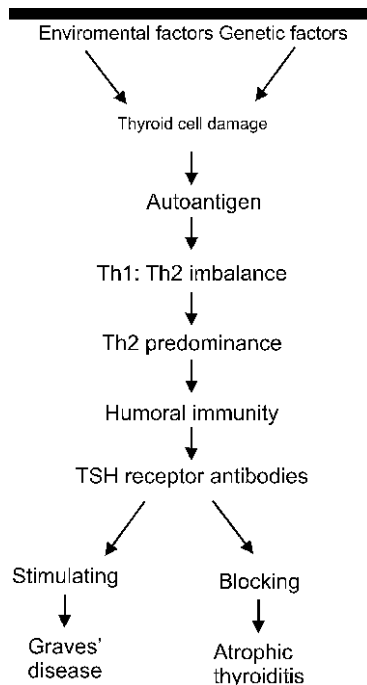 Enviromental factors Genetic factors
Thyroid cell damage
Autoantigen
Th1: Th2 imbalance
Th2 predominance
Humoral immunity
TSH receptor antibodies
Stimulating
Blocking
Graves'
disease
Atrophic
thyroiditis